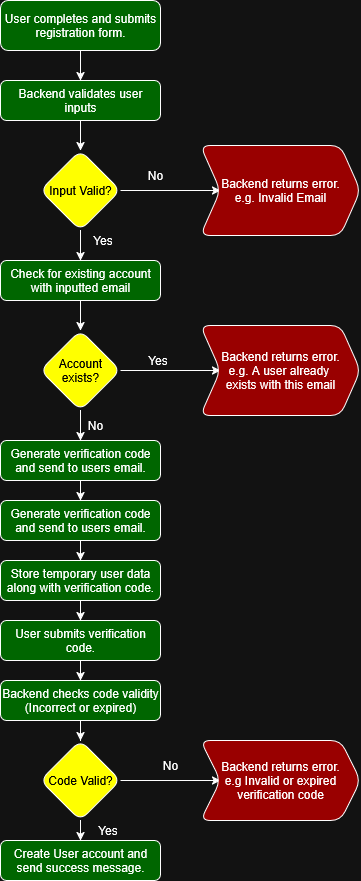 User completes and submits
registration form.
Backend validates user
inputs
Input Valid?
No
Backend returns error.
e.g. Invalid Email
Yes
Check for existing account
with inputted email
Account
exists?
Yes
Backend returns error.
e.g. A user already
exists with this email
No
Generate verification code
and send to users email.
Generate verification code
and send to users email.
Store temporary user data
along with verification code.
User submits verification
code.
Backend checks code validity
(Incorrect or expired)
Code Valid?
No
Backend returns error.
e.g Invalid or expired
verification code
Yes
Create User account and
send success message.